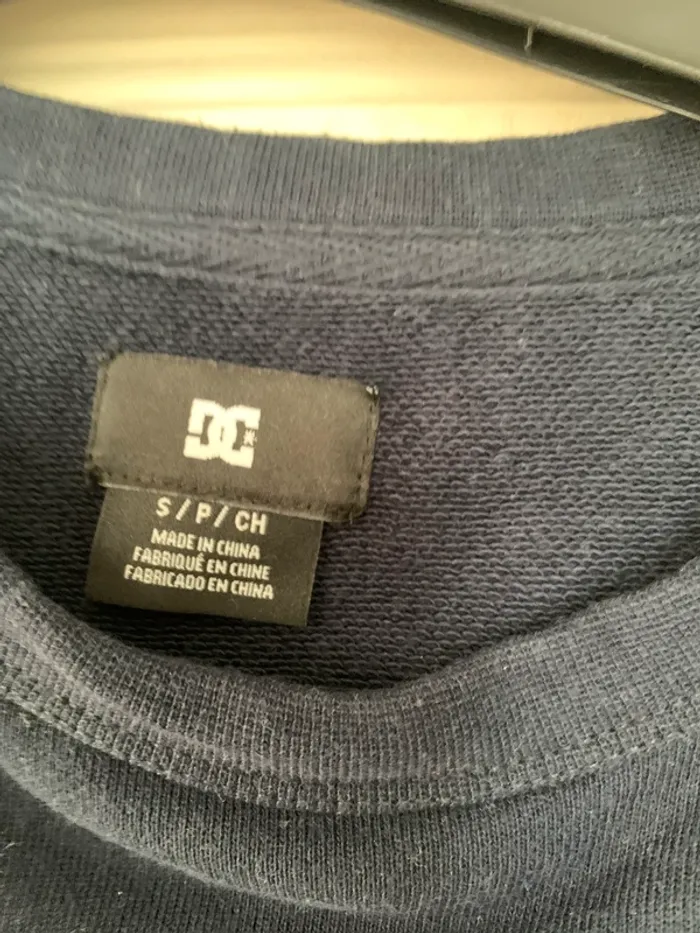 DC
S / P / CH
MADE IN CHINA
FABRIQUÉ EN CHINE
FABRICADO EN CHINA